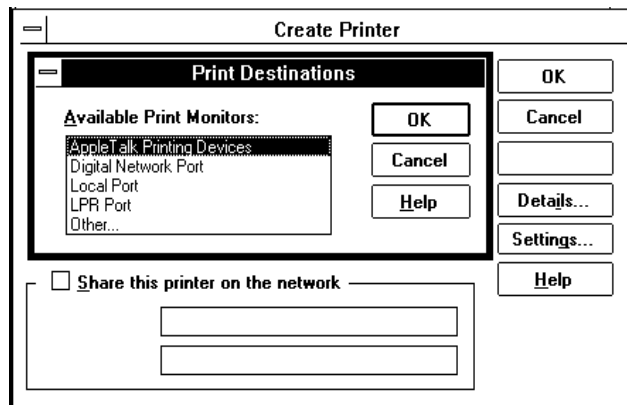 Create Printer
Print Destinations
Available Print Monitors:
AppleTalk Printing Devices
Digital Network Port
Local Port
LPR Port
Other...
OK
Cancel
Help
OK
Cancel
Details...
Settings...
Help
Share this printer on the network